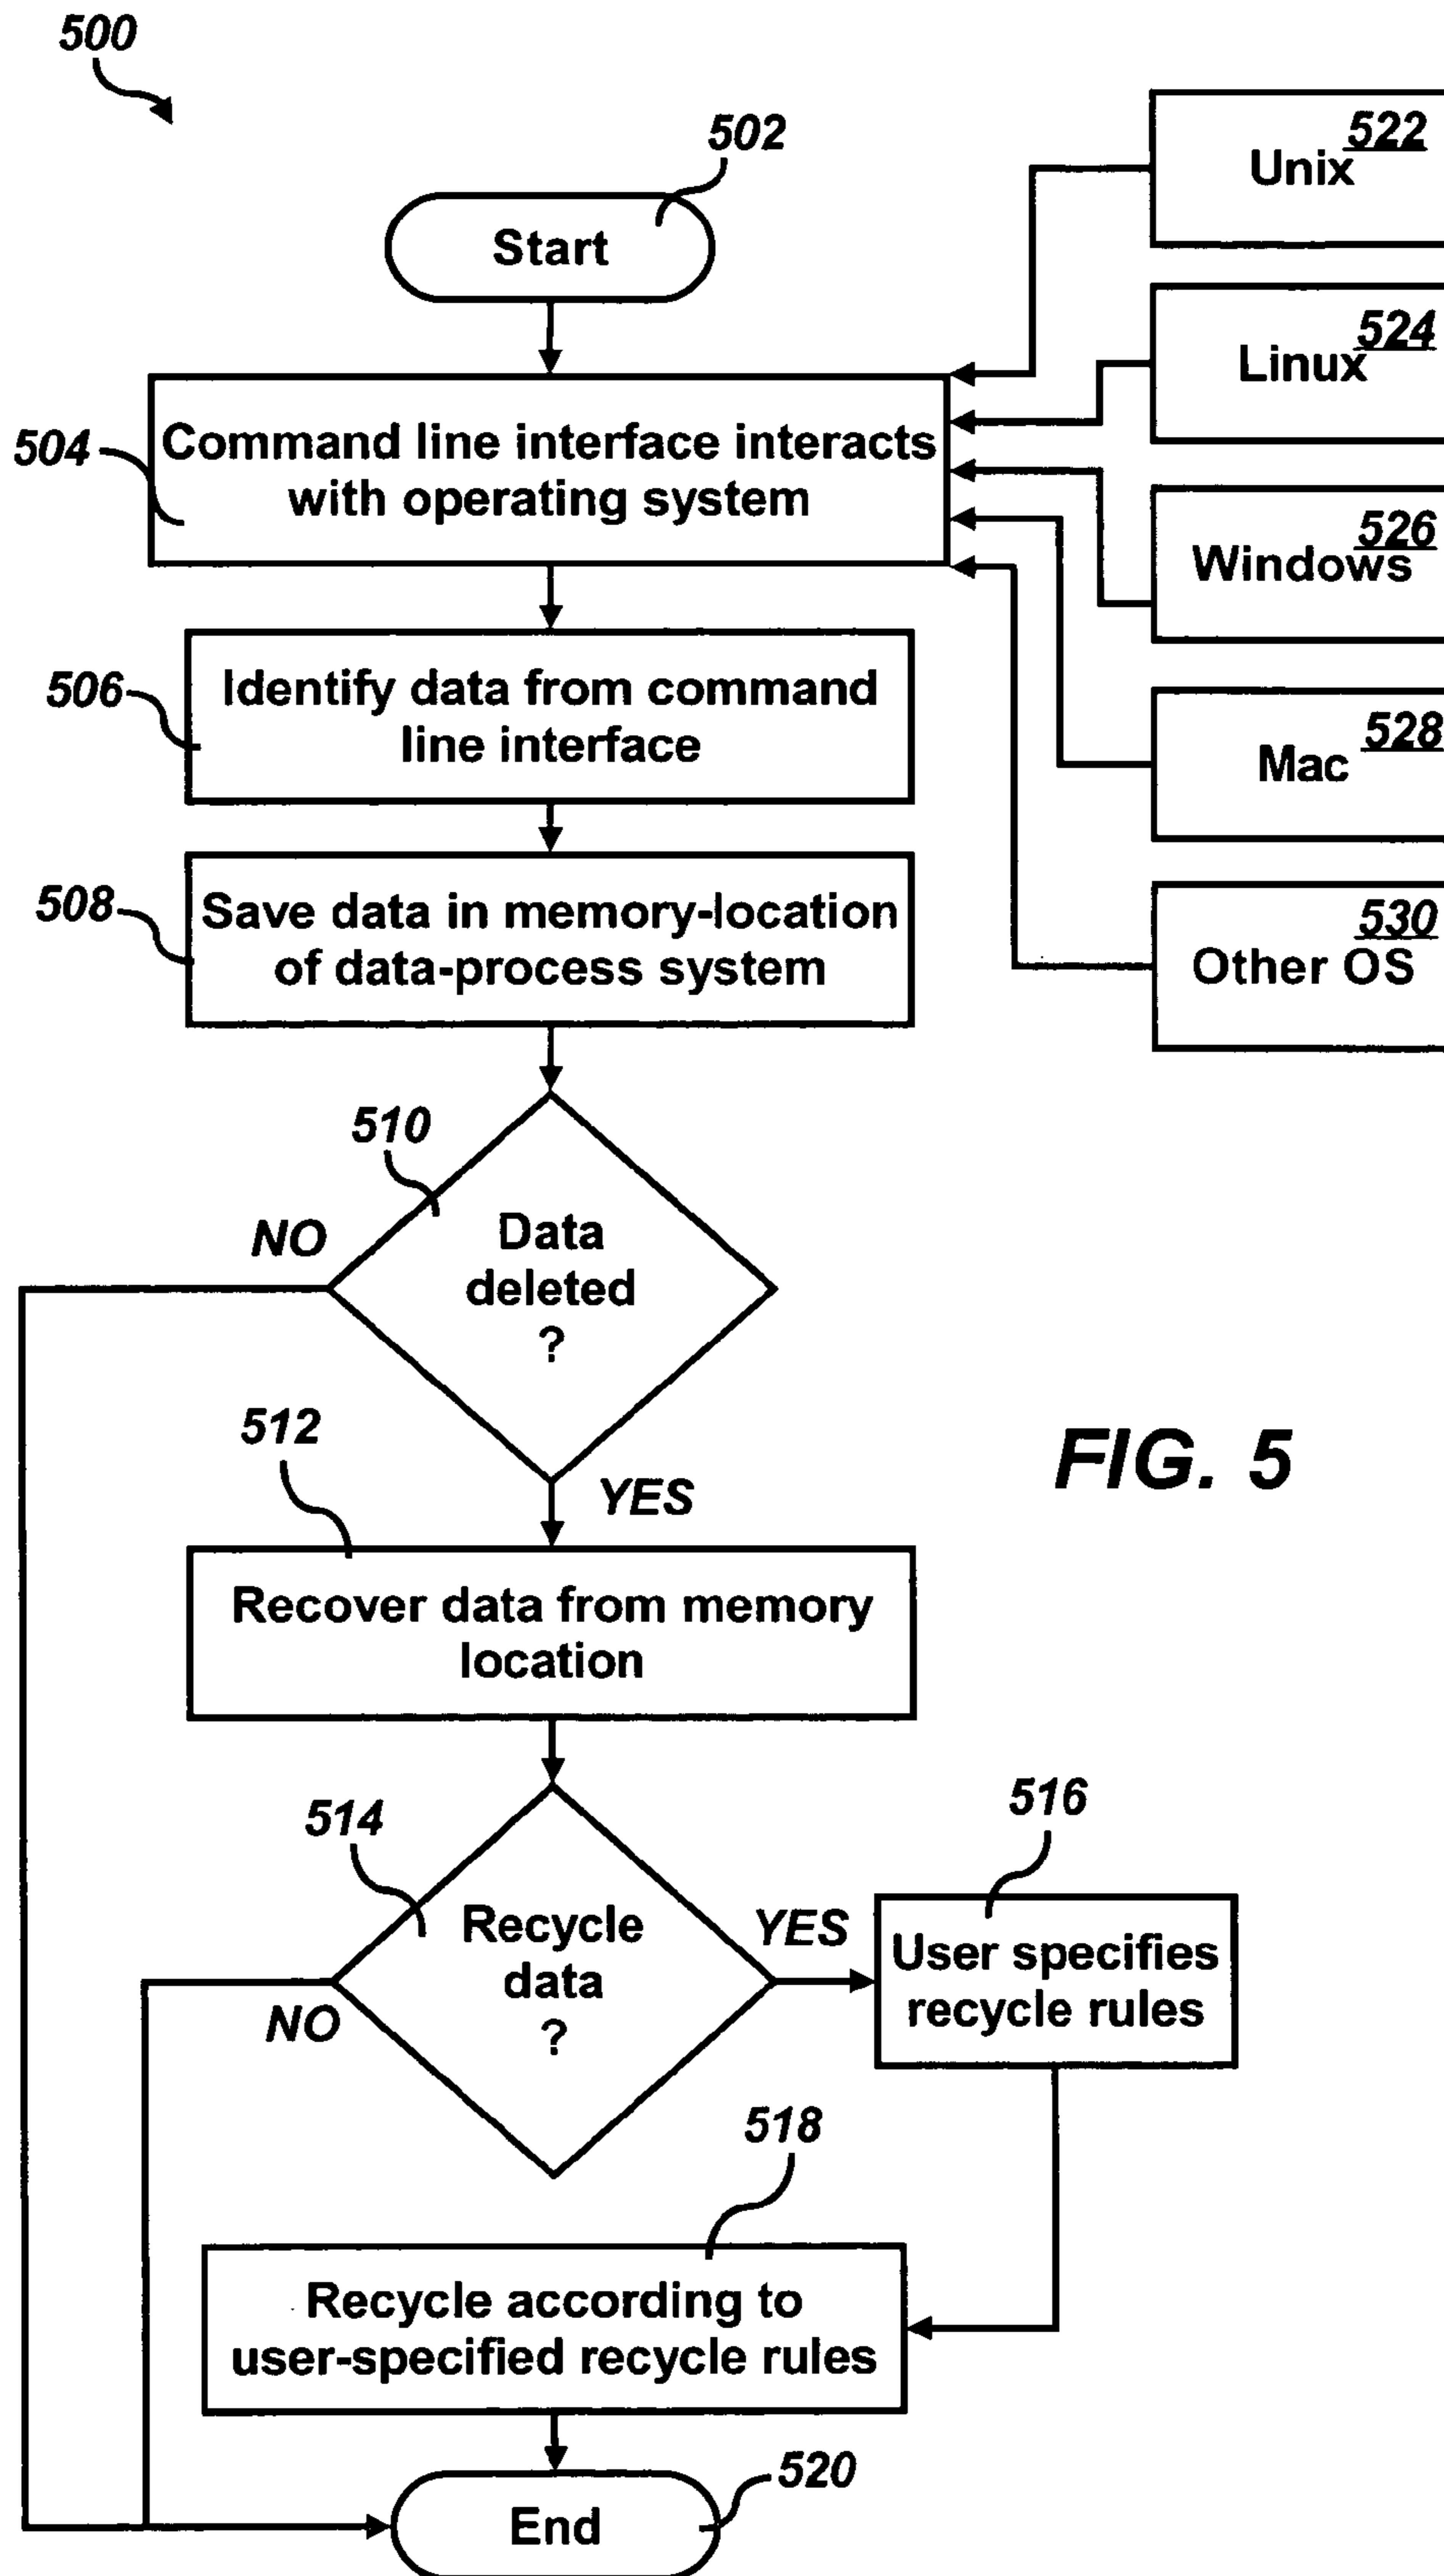 500
502
Start
522
Unix
524
Linux
504
Command line interface interacts
with operating system
526
Windows
506
Identify data from command
line interface
528
Mac
508
Save data in memory-location
of data-process system
530
Other OS
510
NO
Data
deleted
?
YES
512
FIG. 5
Recover data from memory
location
514
Recycle
data
?
YES
NO
516
User specifies
recycle rules
518
Recycle according to
user-specified recycle rules
520
End